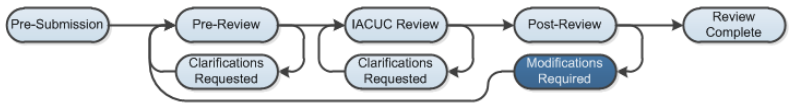 Pre-Submission
Pre-Review
IACUC Review
Post-Review
Review
Complete
Clarifications
Requested
Clarifications
Requested
Modifications
Required